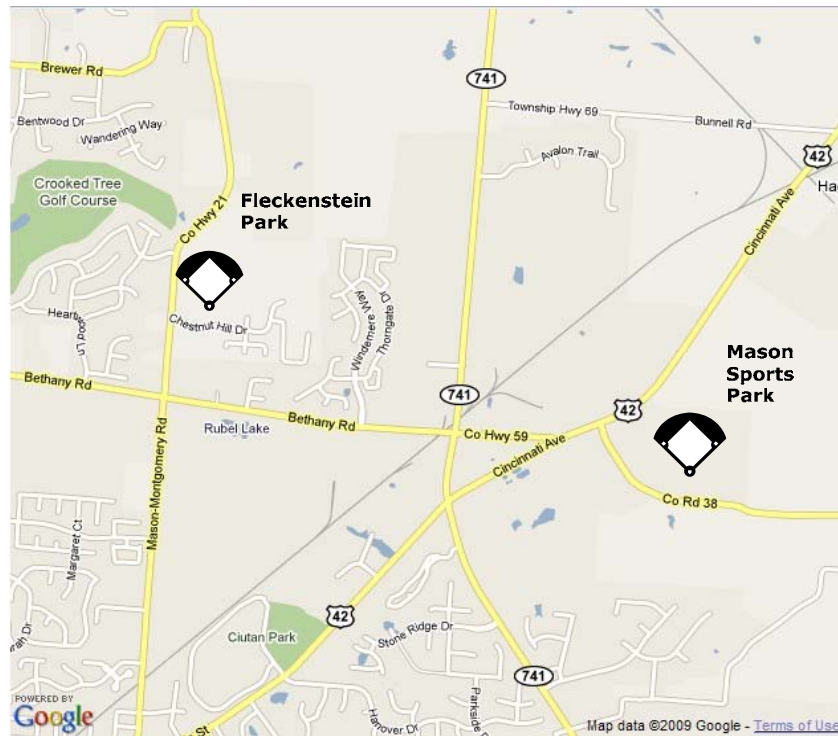 741
Brewer Rd
Township Hwy 69
Bunnell Rd
Bentwood Dr
Wandering Way
Avalon Trail
42
Crooked Tree
Golf Course
Fleckenstein
Park
Co Hwy 21
Cincinnati Ave
Heartwood Ln
Chestnut Hill Dr
Windemere Way
Thorngate Dr
Mason
Sports
Park
Bethany Rd
741
42
Rubel Lake
Bethany Rd
Co Hwy 59
Cincinnati Ave
Mason-Montgomery Rd
Co Rd 38
Margaret Ct
42
Ciutan Park
Stone Ridge Dr
741
Hanover Dr
POWERED BY
Google
St
Map data ©2009 Google - Terms of Use